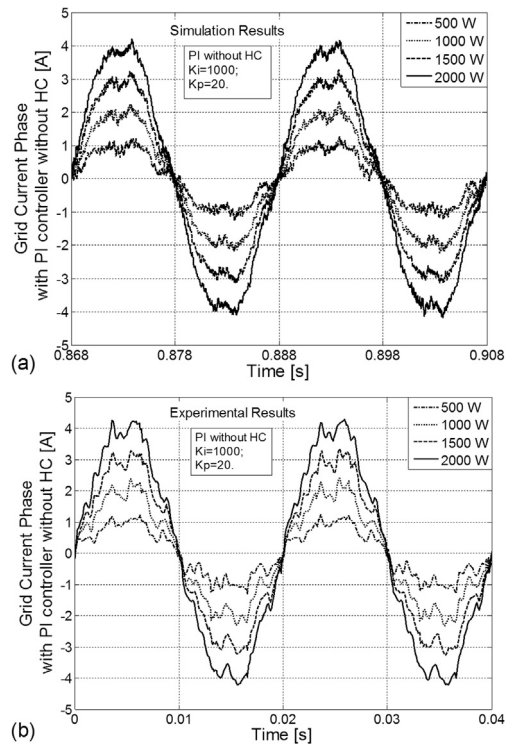 Simulation Results
PI without HC
Ki=1000;
Kp=20.
500 W
1000 W
1500 W
2000 W
Grid Current Phase
with PI controller without HC [A]
5
4
3
2
1
0
-1
-2
-3
-4
-5
0.868
0.878
0.888
0.898
0.908
Time [s]
(a)
Experimental Results
PI without HC
Ki=1000;
Kp=20.
500 W
1000 W
1500 W
2000 W
Grid Current Phase
with PI controller without HC [A]
5
4
3
2
1
0
-1
-2
-3
-4
-5
0
0.01
0.02
0.03
0.04
Time [s]
(b)